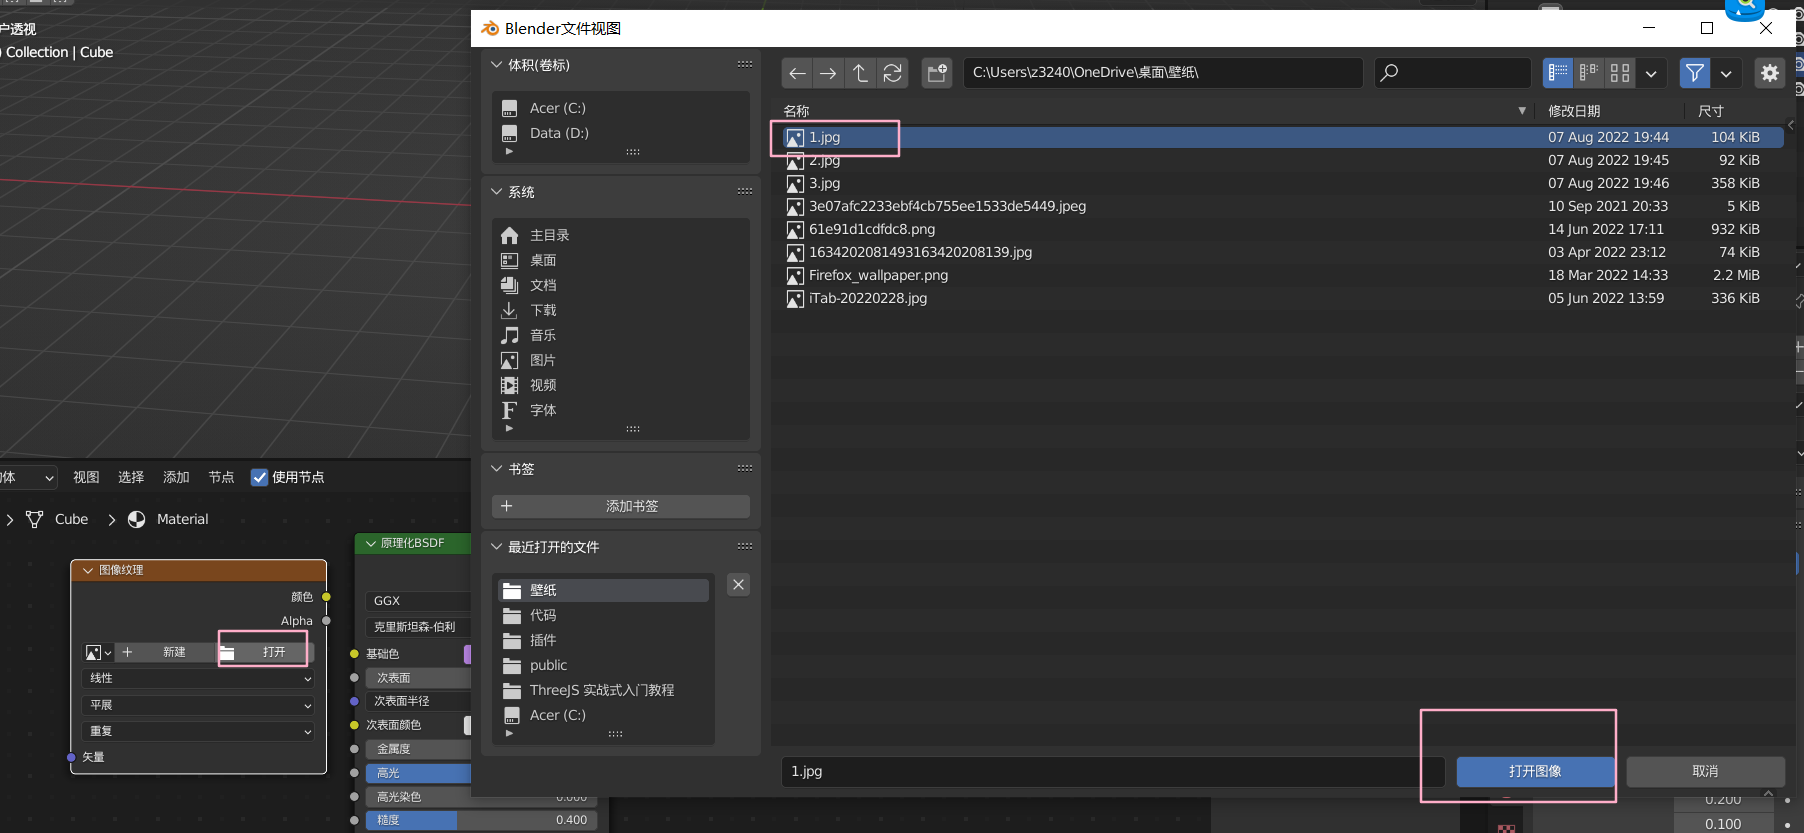 户透视
) Collection | Cube
Blender文件视图
体积(卷标)
Acer (C:)
Data (D:)
系统
主目录
桌面
文档
下载
音乐
图片
视频
字体
书签
添加书签
最近打开的文件
壁纸
代码
插件
public
ThreeJS 实战式入门教程
Acer (C:)
C:\Users\z3240\OneDrive\桌面\壁纸\
名称 修改日期 尺寸
1.jpg 07 Aug 2022 19:44 104 KiB
2.jpg 07 Aug 2022 19:45 92 KiB
3.jpg 07 Aug 2022 19:46 358 KiB
3e07afc2233ebf4cb755ee1533de5449.jpeg 10 Sep 2021 20:33 5 KiB
61e91d1cdfdc8.png 14 Jun 2022 17:11 932 KiB
1634202081493163420208139.jpg 03 Apr 2022 23:12 74 KiB
Firefox_wallpaper.png 18 Mar 2022 14:33 2.2 MiB
iTab-20220228.jpg 05 Jun 2022 13:59 336 KiB
1.jpg
打开图像
取消
体 视图 选择 添加 节点 使用节点
Cube Material
图像纹理
颜色
Alpha
新建 打开
线性
平展
重复
矢量
原理化BSDF
GGX
克里斯坦森-伯利
基础色
次表面
次表面半径
次表面颜色
金属度
高光
高光染色 0.000
糙度 0.400
0.200
0.100